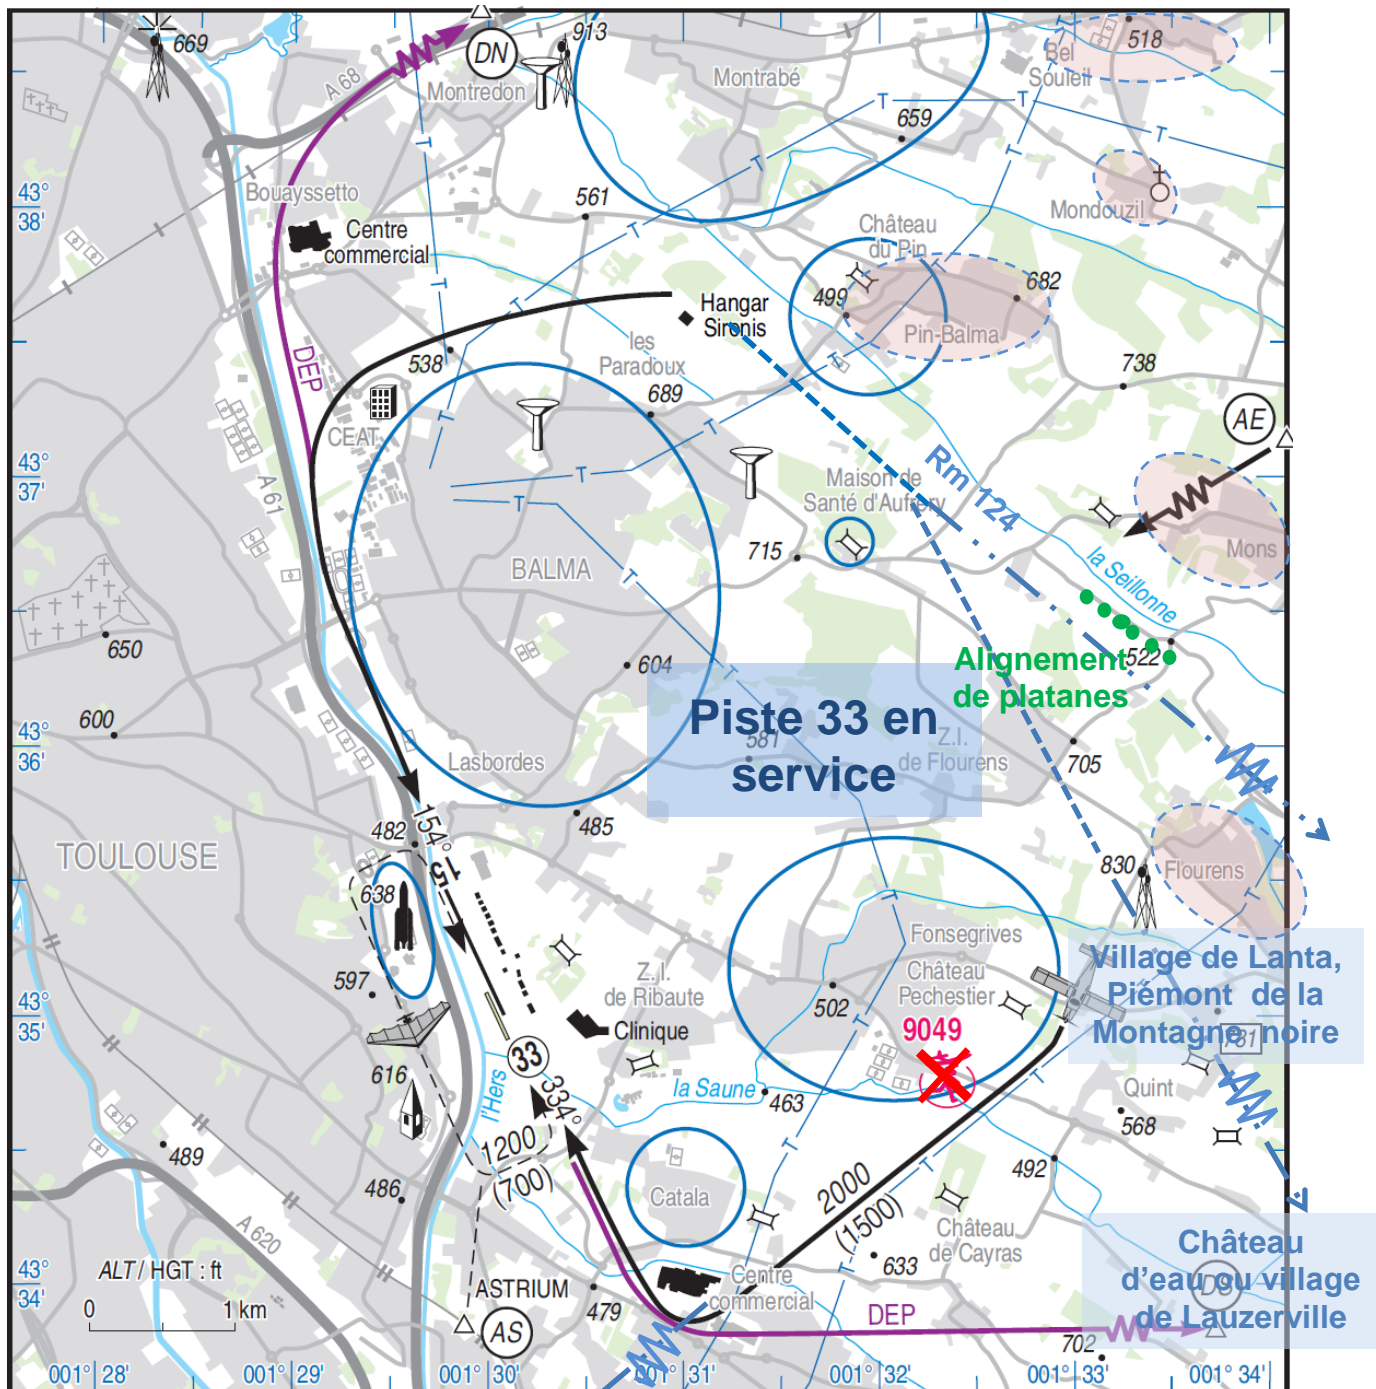 669
DN
913
518
Bel
Souleil
A 68
Montredon
Montrabé
659
T
T
T
T
T
T
43°
38'
Bouayssetto
561
Mondouzil
Centre
commercial
Château
du Pin
T
T
499
682
Hangar
Sironis
Pin-Balma
T
les
Paradoux
DEP
538
T
738
689
AE
CEAT
T
T
43°
37'
A 61
T
T
Rm 124
Maison de
Santé d'Aufrery
715
Mons
BALMA
T
la Seillonne
650
604
T
Alignement
de platanes
522
600
Piste 33 en
service
581
Z.I.
de Flourens
43°
36'
Lasbordes
705
154°
485
482
15
TOULOUSE
830
Flourens
638
T
T
Fonsegrives
Village de Lanta,
Piémont de la
Montagne noire
Z. I.
de Ribaute
597
Château
Pechestier
502
43°
35'
Clinique
9049
T
781
33
l'Hers
334°
616
la Saune
463
T
Quint
568
489
1200
(700)
492
T
T
486
Catala
2000
(1500)
Château
de Cayras
A 620
633
Château
d'eau ou village
de Lauzerville
DS
43°
34'
ALT / HGT : ft
0
1 km
ASTRIUM
AS
479
Centre
commercial
T
DEP
702
001° 28'
001° 29'
001° 30'
001° 31'
001° 32'
001° 33'
001° 34'